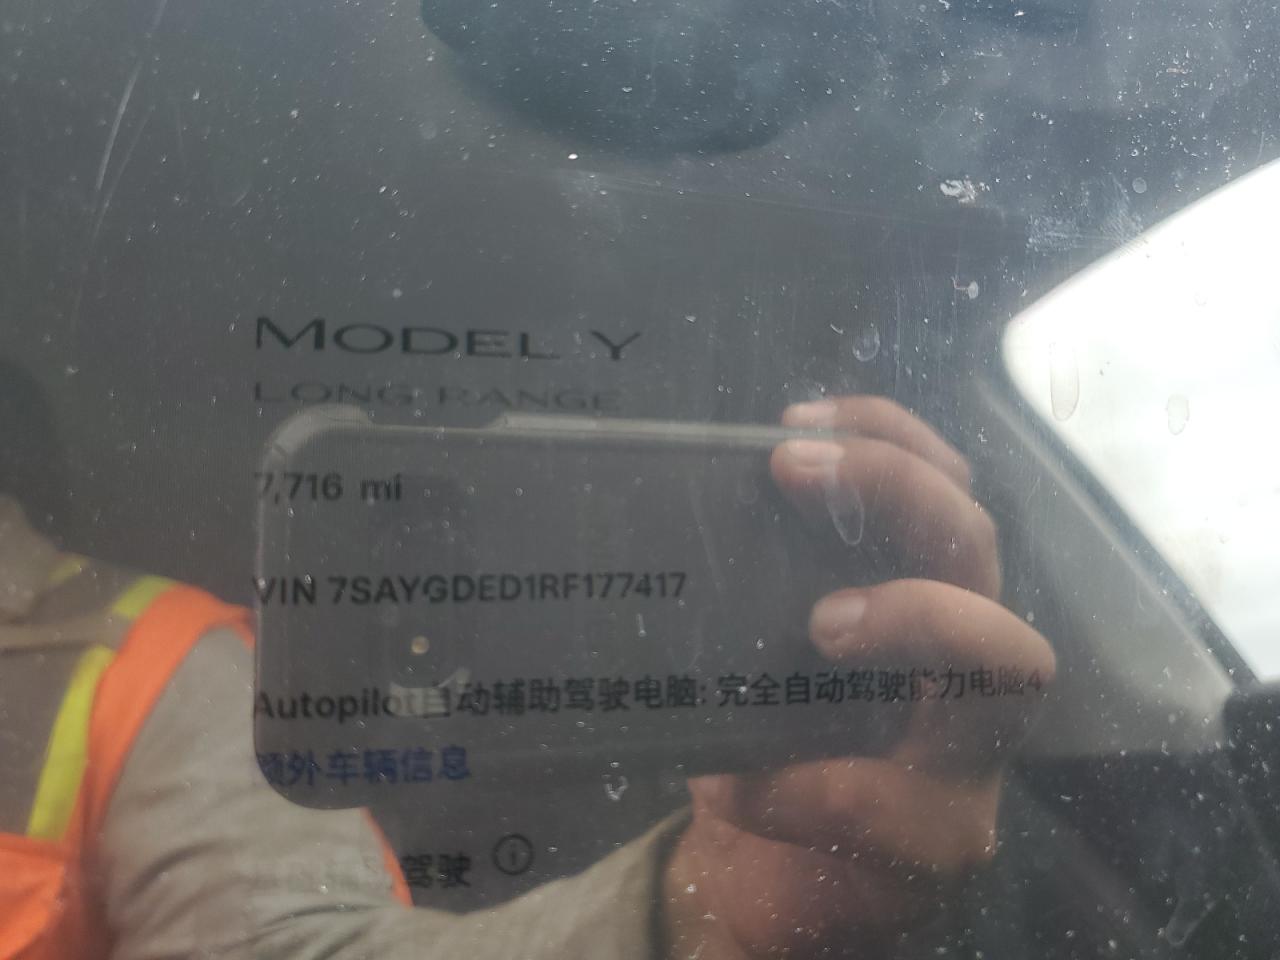 MODEL Y
LONG RANGE
7,716 mi
VIN 7SAYGDED1RF177417
Autopilot自动辅助驾驶电脑: 完全自动驾驶能力电脑4
额外车辆信息
驾驶